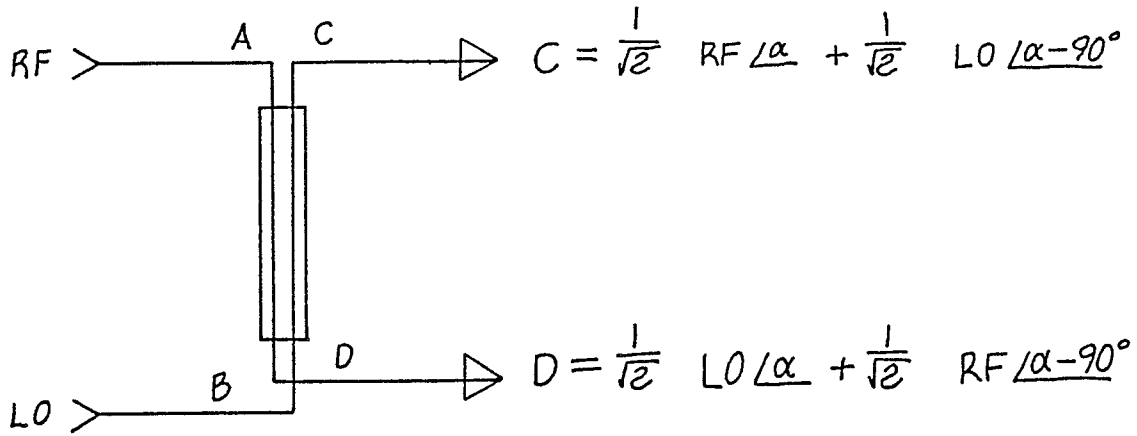 A C
RF C = 1/√2 RF ∠α + 1/√2 LO ∠α-90°
D
B D = 1/√2 LO ∠α + 1/√2 RF ∠α-90°
LO